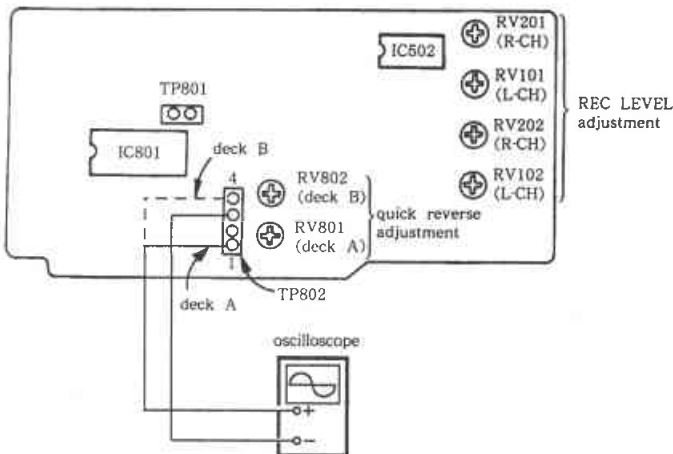 RV201
(R-CH)
IC502
RV101
(L-CH)
REC LEVEL
adjustment
TP801
RV202
(R-CH)
IC801
deck B
RV102
(L-CH)
4
RV802
(deck B)
quick reverse
adjustment
RV801
(deck A)
1
deck A
TP802
oscilloscope
+
−